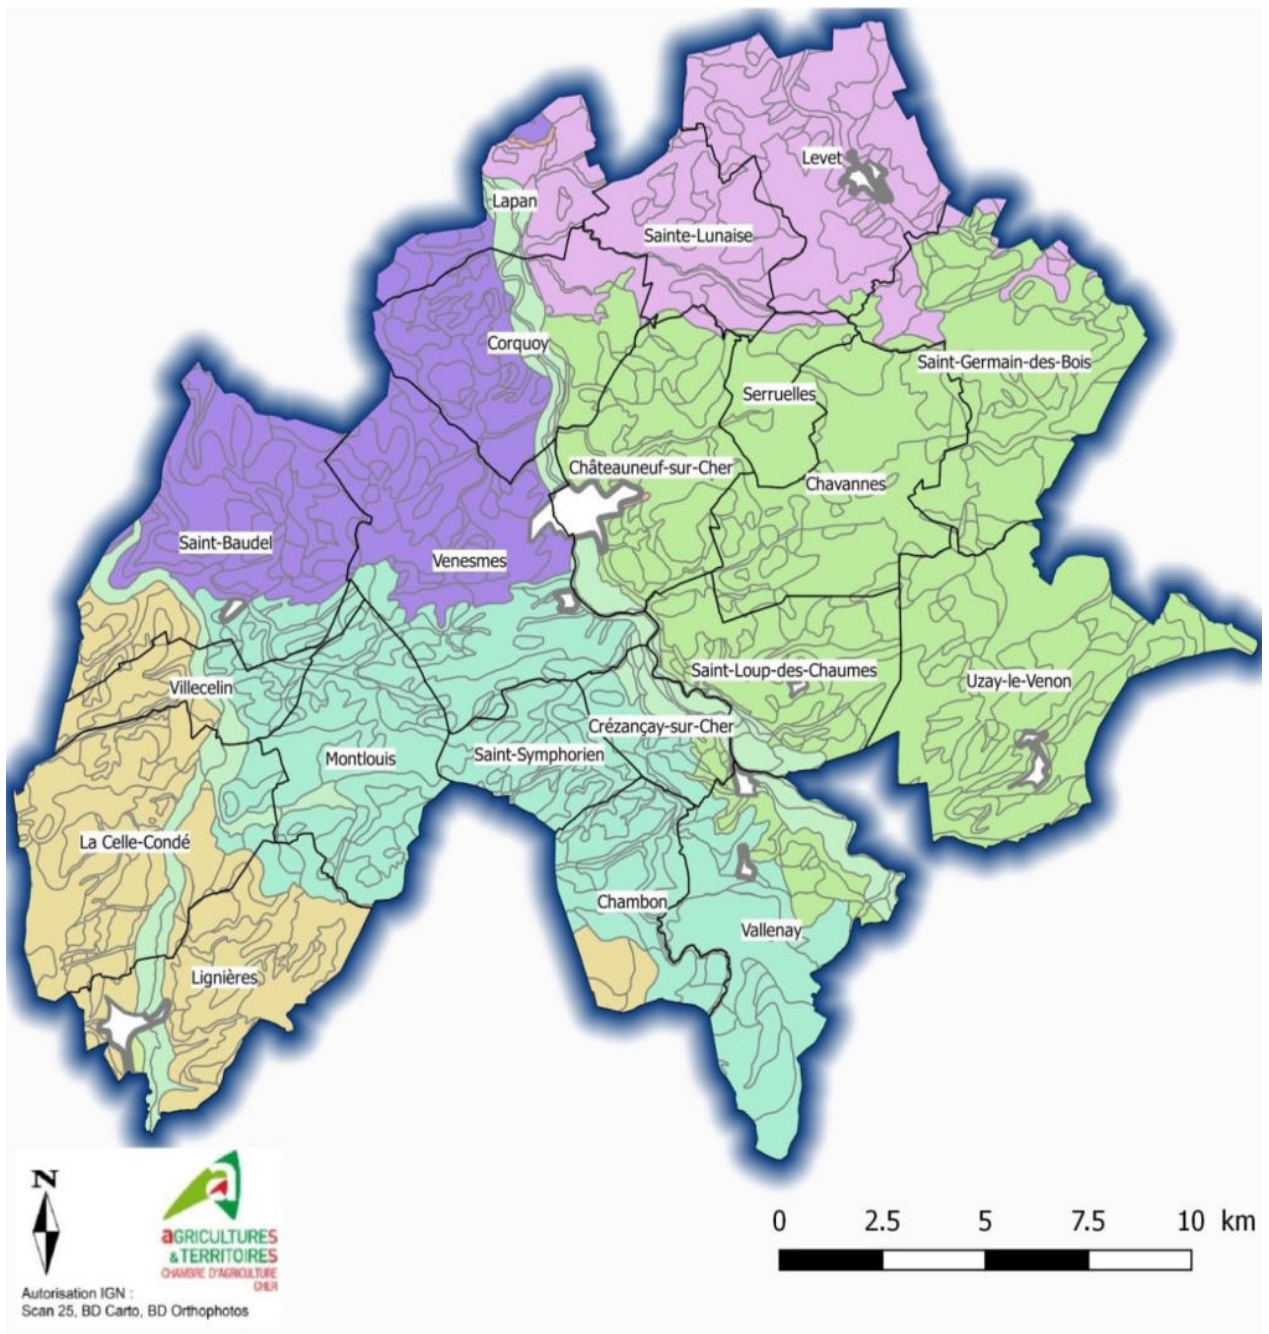 Levet
Lapan
Sainte-Lunaise
Corquoy
Saint-Germain-des-Bois
Serruelles
Châteauneuf-sur-Cher
Chavannes
Saint-Baudel
Venesmes
Saint-Loup-des-Chaumes
Uzay-le-Venon
Villecelin
Crézançay-sur-Cher
Montlouis
Saint-Symphorien
La Celle-Condé
Chambon
Vallenay
Lignières
N
a
aGRICULTURES
& TERRITOIRES
CHAMBRE D'AGRICULTURE
CHER
Autorisation IGN :
Scan 25, BD Carto, BD Orthophotos
0 2.5 5 7.5 10 km